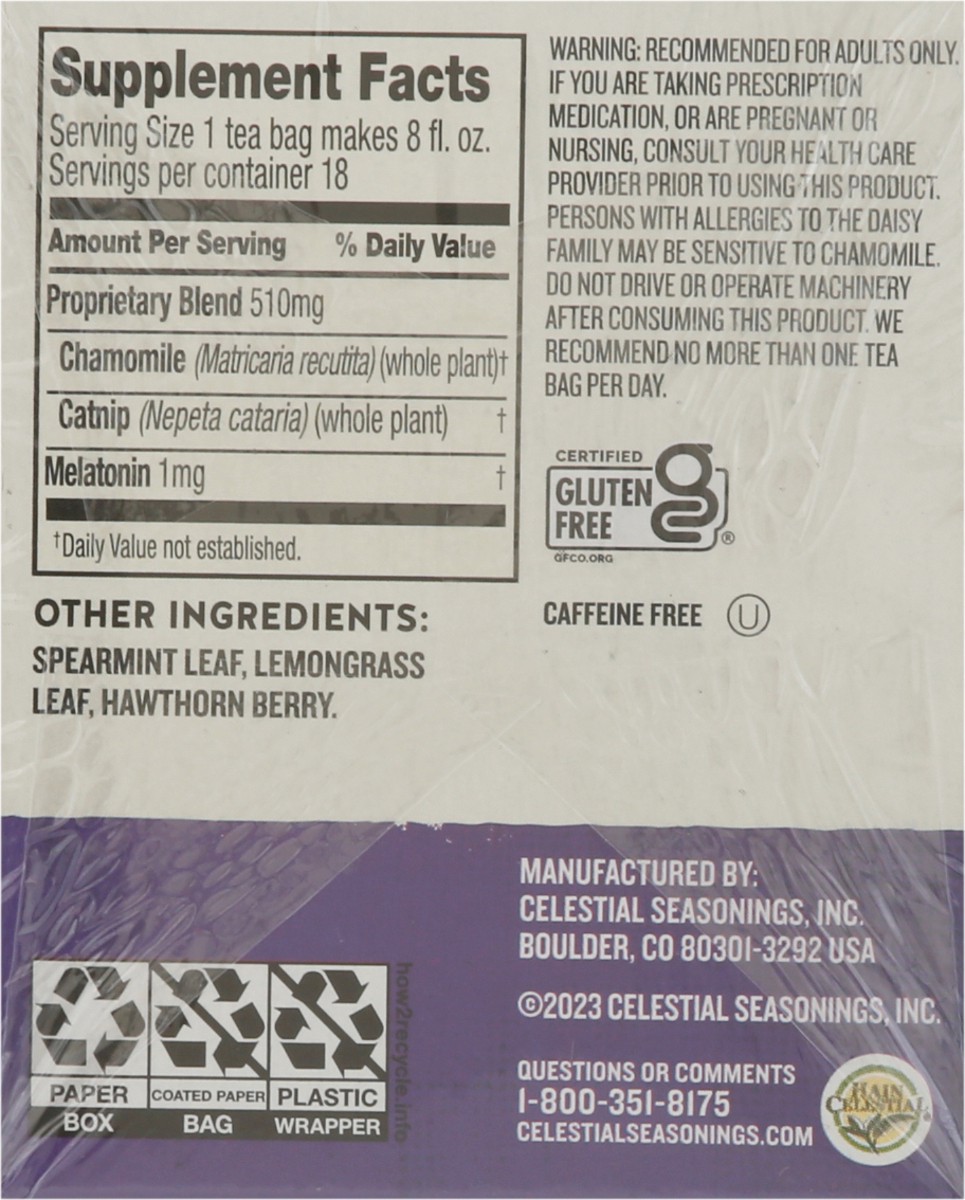 Supplement Facts
Serving Size 1 tea bag makes 8 fl. oz.
Servings per container 18
Amount Per Serving % Daily Value
Proprietary Blend 510mg
Chamomile (Matricaria recutita) (whole plant)†
Catnip (Nepeta cataria) (whole plant) †
Melatonin 1mg †
†Daily Value not established.
OTHER INGREDIENTS:
SPEARMINT LEAF, LEMONGRASS
LEAF, HAWTHORN BERRY.
WARNING: RECOMMENDED FOR ADULTS ONLY.
IF YOU ARE TAKING PRESCRIPTION
MEDICATION, OR ARE PREGNANT OR
NURSING, CONSULT YOUR HEALTH CARE
PROVIDER PRIOR TO USING THIS PRODUCT.
PERSONS WITH ALLERGIES TO THE DAISY
FAMILY MAY BE SENSITIVE TO CHAMOMILE.
DO NOT DRIVE OR OPERATE MACHINERY
AFTER CONSUMING THIS PRODUCT. WE
RECOMMEND NO MORE THAN ONE TEA
BAG PER DAY.
CERTIFIED
GLUTEN
FREE
®
GFCO.ORG
CAFFEINE FREE U
PAPER
BOX
COATED PAPER
BAG
PLASTIC
WRAPPER
how2recycle.info
MANUFACTURED BY:
CELESTIAL SEASONINGS, INC.
BOULDER, CO 80301-3292 USA
©2023 CELESTIAL SEASONINGS, INC.
QUESTIONS OR COMMENTS
1-800-351-8175
CELESTIALSEASONINGS.COM
HAIN
CELESTIAL